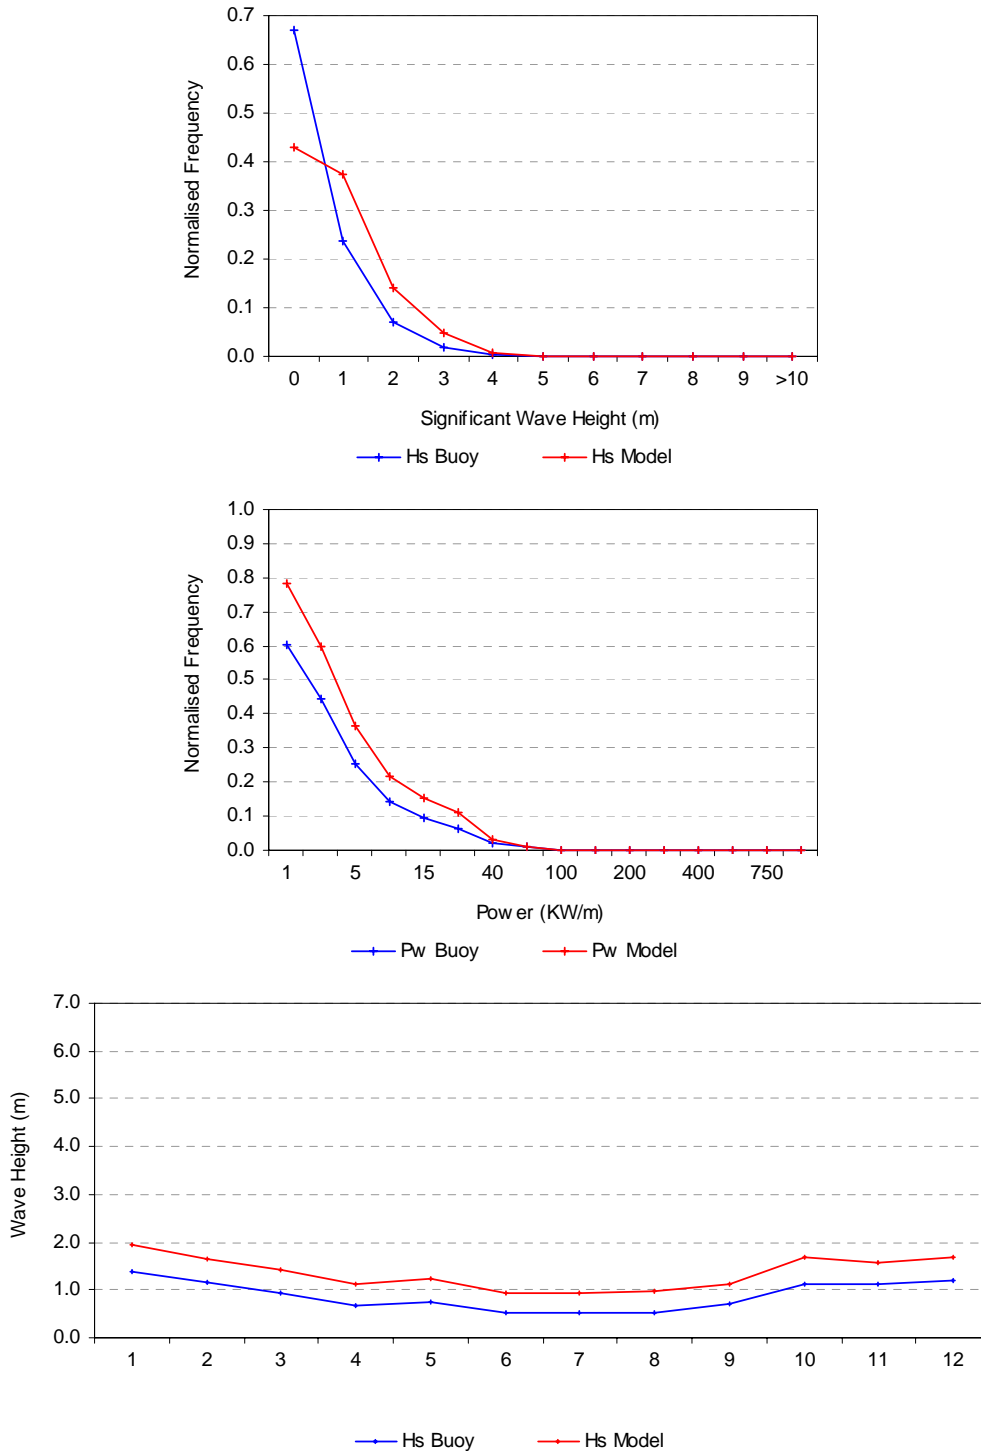 0.7
0.6
0.5
0.4
0.3
0.2
0.1
0.0
Normalised Frequency
0 1 2 3 4 5 6 7 8 9 >10
Significant Wave Height (m)
Hs Buoy Hs Model
1.0
0.9
0.8
0.7
0.6
0.5
0.4
0.3
0.2
0.1
0.0
Normalised Frequency
1 5 15 40 100 200 400 750
Power (KW/m)
Pw Buoy Pw Model
7.0
6.0
5.0
4.0
3.0
2.0
1.0
0.0
Wave Height (m)
1 2 3 4 5 6 7 8 9 10 11 12
Hs Buoy Hs Model